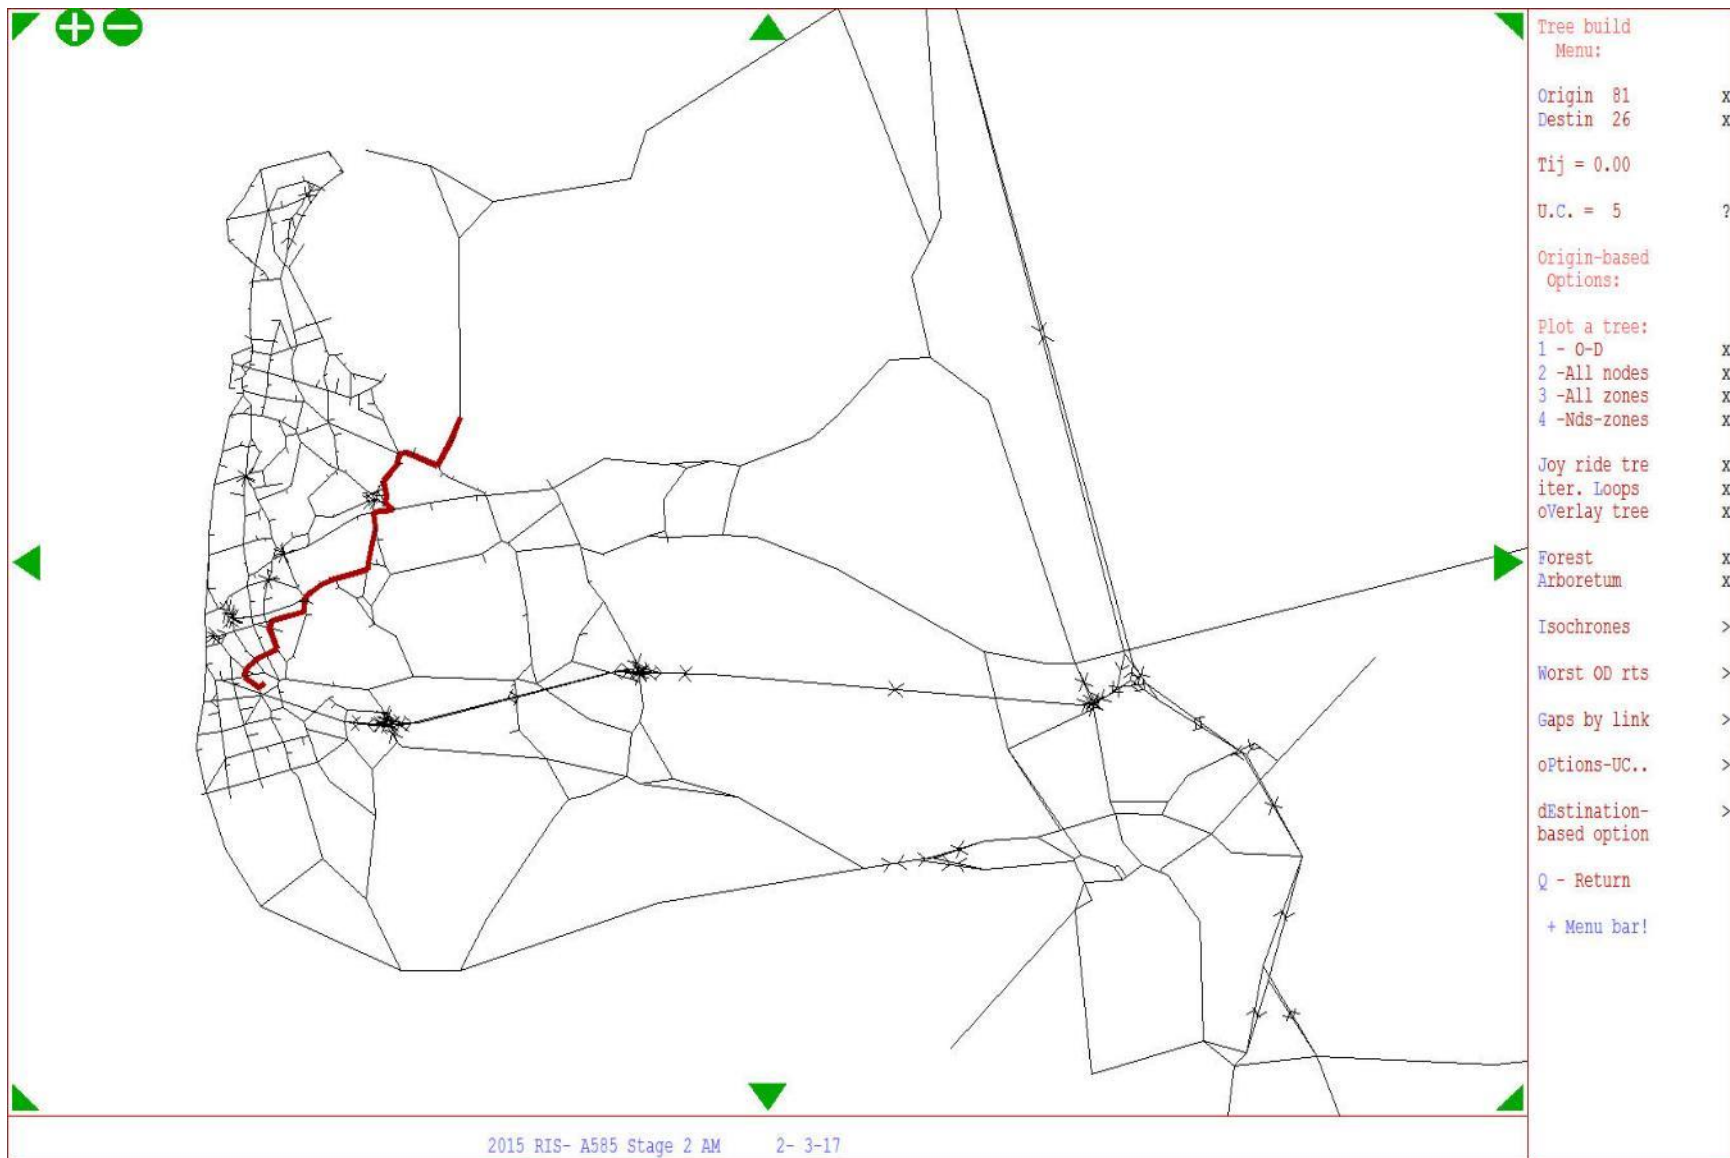 Tree build
Menu:
Origin 81 x
Destin 26 x
Tij = 0.00
U.C. = 5 ?
Origin-based
Options:
Plot a tree:
1 - O-D x
2 -All nodes x
3 -All zones x
4 -Nds-zones x
Joy ride tre x
iter. Loops x
oVerlay tree x
Forest x
Arboretum x
Isochrones >
Worst OD rts >
Gaps by link >
oPtions-UC.. >
dEstination- >
based option
Q - Return
+ Menu bar!
2015 RIS- A585 Stage 2 AM 2- 3-17